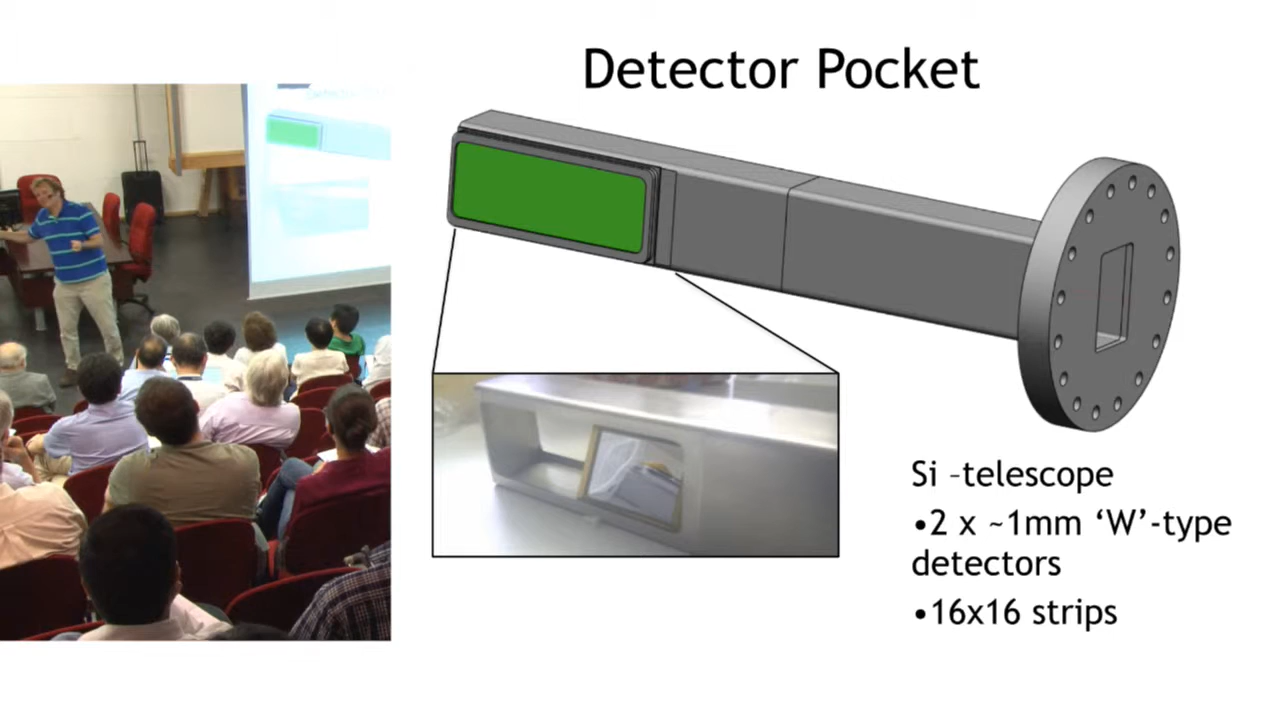 Detector Pocket
Si –telescope
•2 x ~1mm ‘W’-type
detectors
•16x16 strips